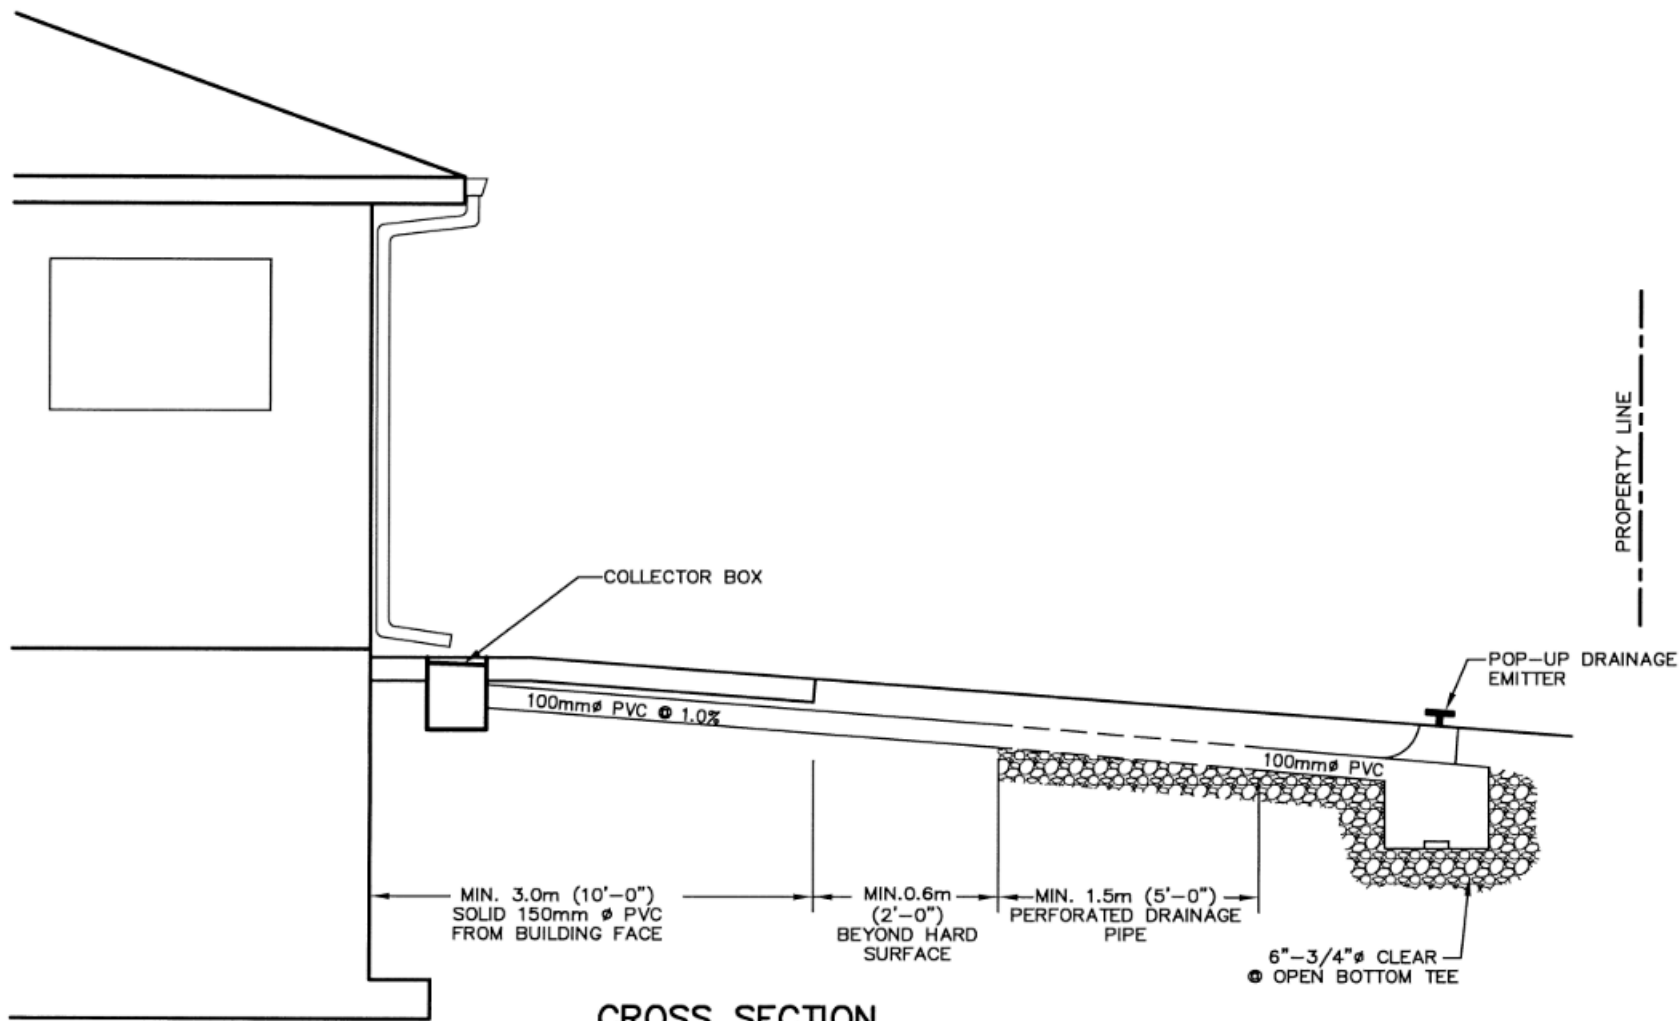 PROPERTY LINE
COLLECTOR BOX
POP-UP DRAINAGE
EMITTER
100mmø PVC @ 1.0%
100mmø PVC
MIN. 3.0m (10'-0")
SOLID 150mm ø PVC
FROM BUILDING FACE
MIN.0.6m
(2'-0")
BEYOND HARD
SURFACE
MIN. 1.5m (5'-0")
PERFORATED DRAINAGE
PIPE
6"-3/4"ø CLEAR
@ OPEN BOTTOM TEE
CROSS SECTION